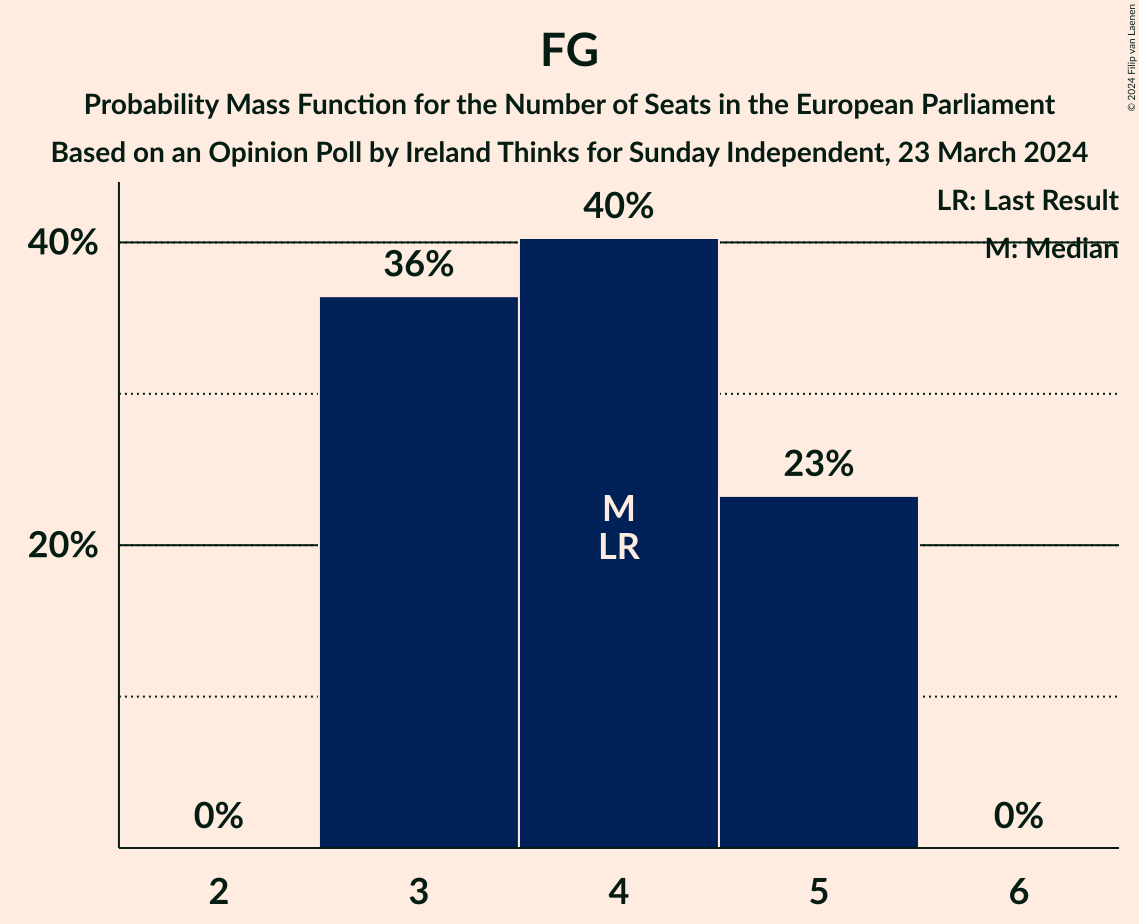 FG
Probability Mass Function for the Number of Seats in the European Parliament
Based on an Opinion Poll by Ireland Thinks for Sunday Independent, 23 March 2024
© 2024 Filip van Laenen
LR: Last Result
M: Median
40%
20%
0%
36%
40%
23%
0%
M
LR
2
3
4
5
6